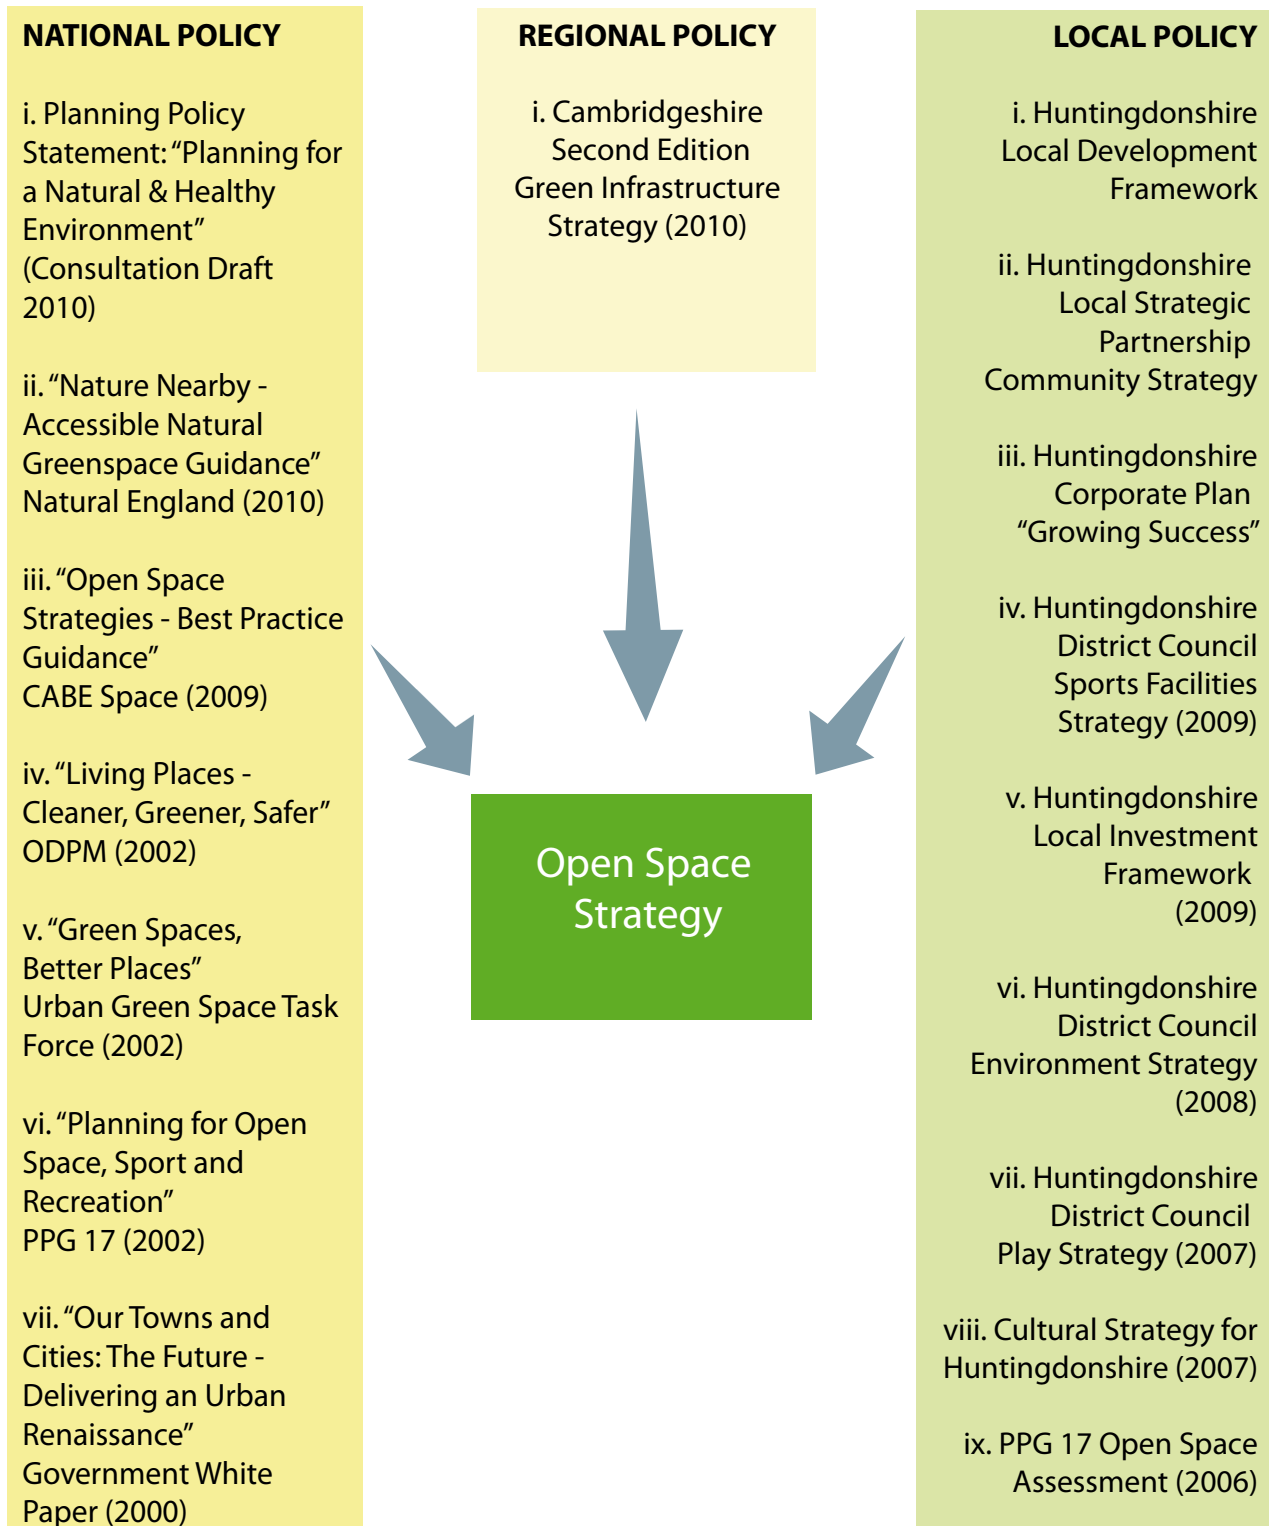 NATIONAL POLICY
i. Planning Policy
Statement: “Planning for
a Natural & Healthy
Environment”
(Consultation Draft
2010)
ii. “Nature Nearby -
Accessible Natural
Greenspace Guidance”
Natural England (2010)
iii. “Open Space
Strategies - Best Practice
Guidance”
CABE Space (2009)
iv. “Living Places -
Cleaner, Greener, Safer”
ODPM (2002)
v. “Green Spaces,
Better Places”
Urban Green Space Task
Force (2002)
vi. “Planning for Open
Space, Sport and
Recreation”
PPG 17 (2002)
vii. “Our Towns and
Cities: The Future -
Delivering an Urban
Renaissance”
Government White
Paper (2000)
REGIONAL POLICY
i. Cambridgeshire
Second Edition
Green Infrastructure
Strategy (2010)
Open Space
Strategy
LOCAL POLICY
i. Huntingdonshire
Local Development
Framework
ii. Huntingdonshire
Local Strategic
Partnership
Community Strategy
iii. Huntingdonshire
Corporate Plan
“Growing Success”
iv. Huntingdonshire
District Council
Sports Facilities
Strategy (2009)
v. Huntingdonshire
Local Investment
Framework
(2009)
vi. Huntingdonshire
District Council
Environment Strategy
(2008)
vii. Huntingdonshire
District Council
Play Strategy (2007)
viii. Cultural Strategy for
Huntingdonshire (2007)
ix. PPG 17 Open Space
Assessment (2006)